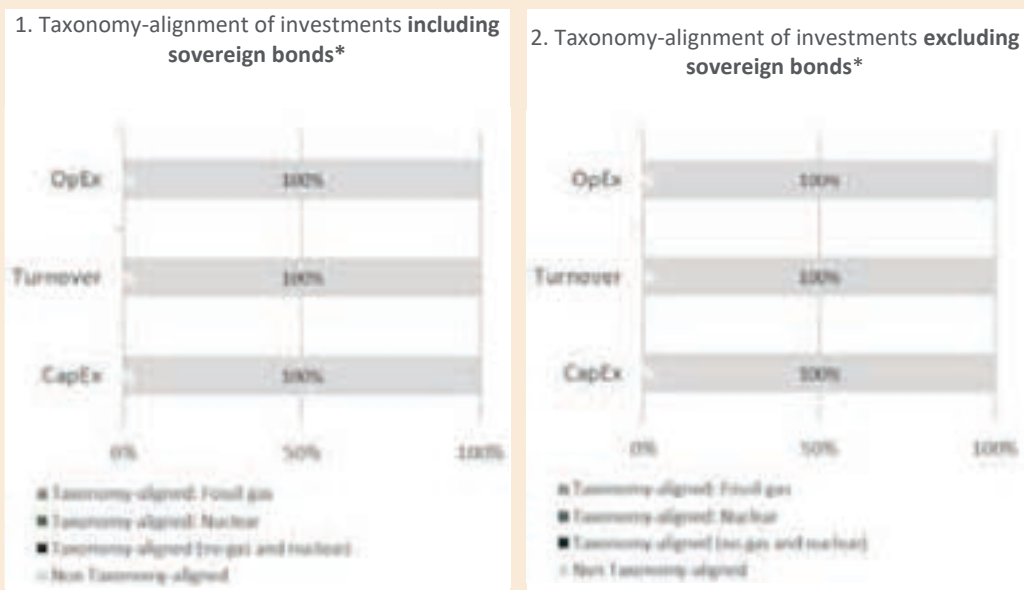 1. Taxonomy-alignment of investments including
sovereign bonds*
OpEx
100%
Turnover
100%
CapEx
100%
0%
50%
100%
Taxonomy-aligned: Fossil gas
Taxonomy-aligned: Nuclear
Taxonomy-aligned (no gas and nuclear)
Non Taxonomy-aligned
2. Taxonomy-alignment of investments excluding
sovereign bonds*
OpEx
100%
Turnover
100%
CapEx
100%
0%
50%
100%
Taxonomy-aligned: Fossil gas
Taxonomy-aligned: Nuclear
Taxonomy-aligned (no gas and nuclear)
Non Taxonomy-aligned